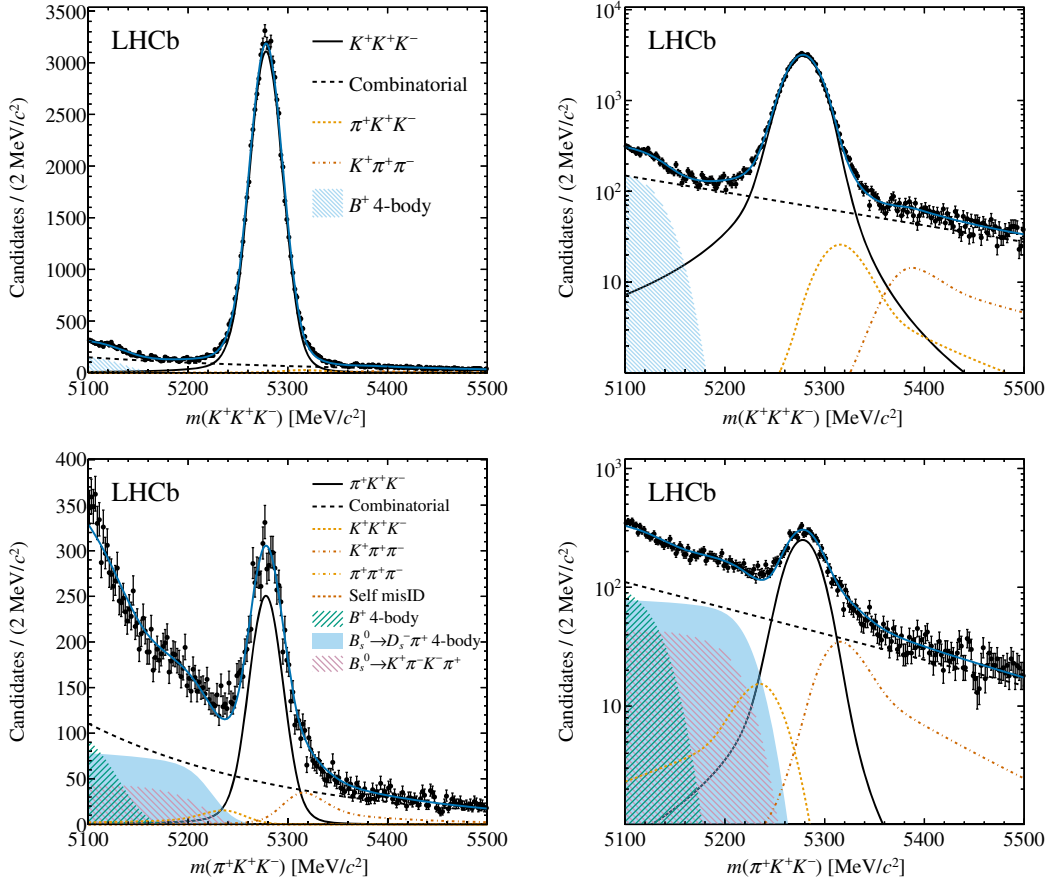 LHCb
K⁺K⁺K⁻
Combinatorial
π⁺K⁺K⁻
K⁺π⁺π⁻
B⁺ 4-body
Candidates / (2 MeV/c²)
3500
3000
2500
2000
1500
1000
500
0
5100 5200 5300 5400 5500
m(K⁺K⁺K⁻) [MeV/c²]
LHCb
Candidates / (2 MeV/c²)
10⁴
10³
10²
10
5100 5200 5300 5400 5500
m(K⁺K⁺K⁻) [MeV/c²]
LHCb
π⁺K⁺K⁻
Combinatorial
K⁺K⁺K⁻
K⁺π⁺π⁻
π⁺π⁺π⁻
Self misID
B⁺ 4-body
Bₛ⁰→Dₛ⁻π⁺ 4-body
Bₛ⁰→K⁺π⁻K⁻π⁺
Candidates / (2 MeV/c²)
400
350
300
250
200
150
100
50
0
5100 5200 5300 5400 5500
m(π⁺K⁺K⁻) [MeV/c²]
LHCb
Candidates / (2 MeV/c²)
10³
10²
10
5100 5200 5300 5400 5500
m(π⁺K⁺K⁻) [MeV/c²]